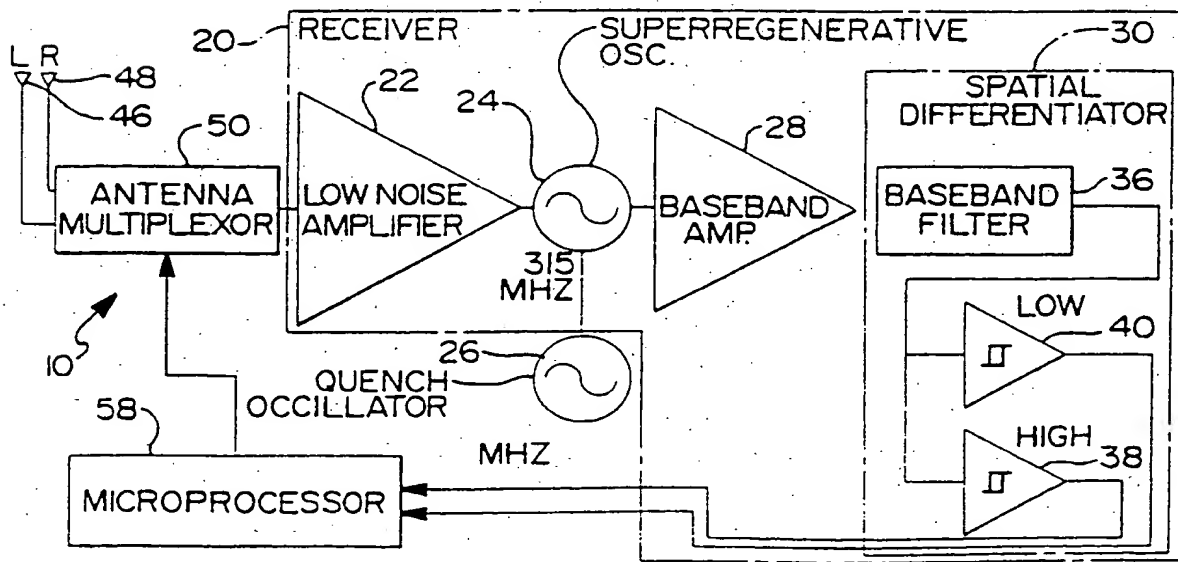 20
RECEIVER
SUPERREGENERATIVE
OSC.
30
L R
48
46
22
24
28
SPATIAL
DIFFERENTIATOR
50
ANTENNA
MULTIPLEXOR
LOW NOISE
AMPLIFIER
BASEBAND
AMP.
BASEBAND
FILTER
36
315
MHZ
LOW
40
10
26
QUENCH
OCCILLATOR
58
MHZ
HIGH
38
MICROPROCESSOR